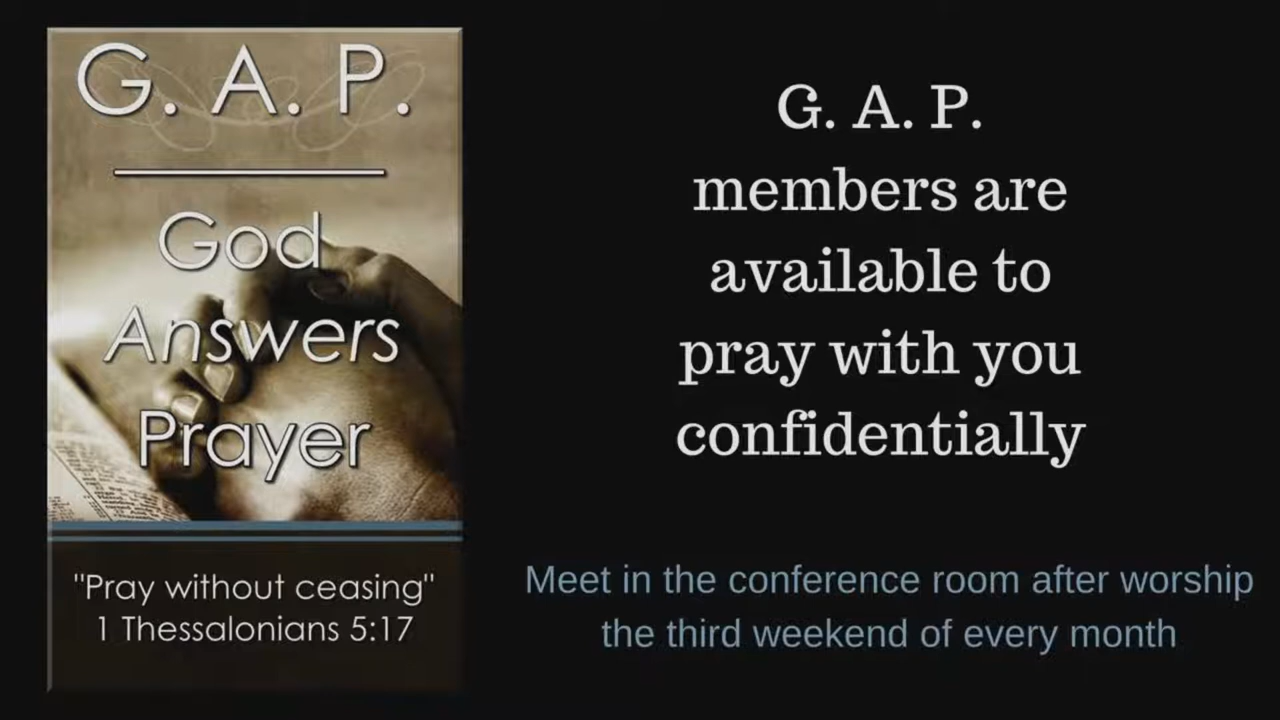 G. A. P.
God
Answers
Prayer
"Pray without ceasing"
1 Thessalonians 5:17
G. A. P.
members are
available to
pray with you
confidentially
Meet in the conference room after worship
the third weekend of every month